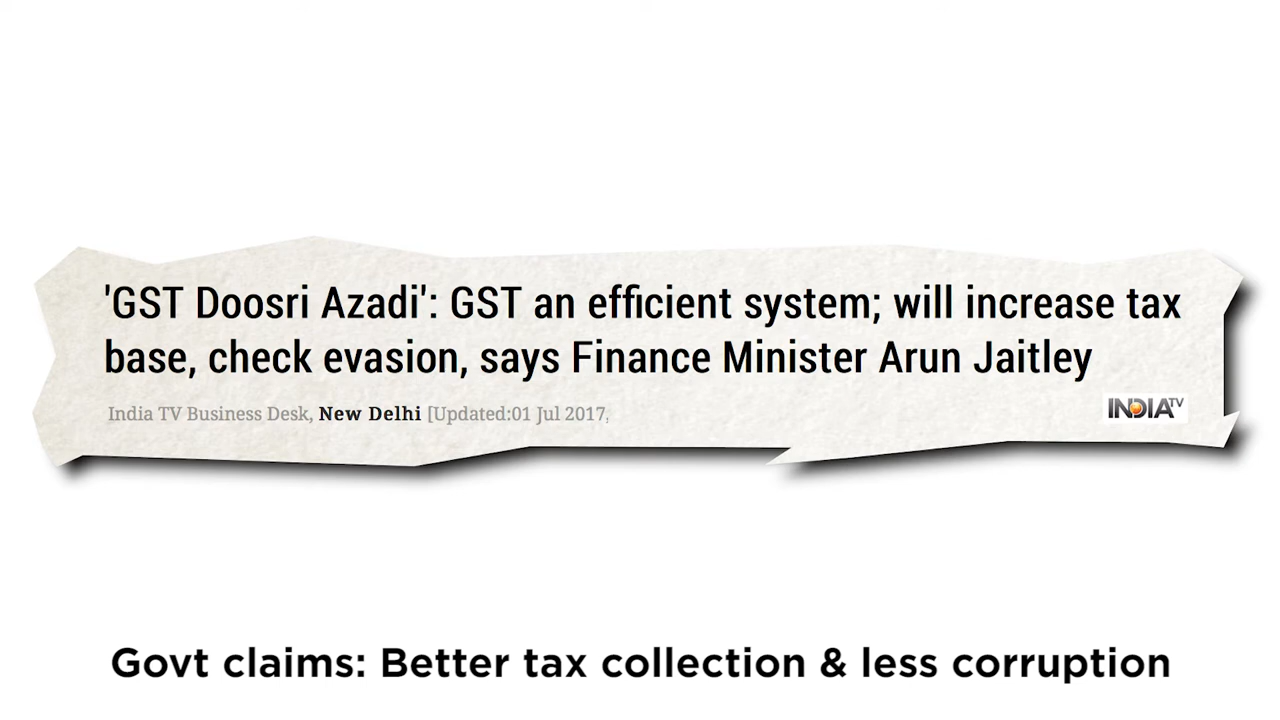 'GST Doosri Azadi': GST an efficient system; will increase tax
base, check evasion, says Finance Minister Arun Jaitley
India TV Business Desk, New Delhi [Updated:01 Jul 2017,
INDIA TV
Govt claims: Better tax collection & less corruption